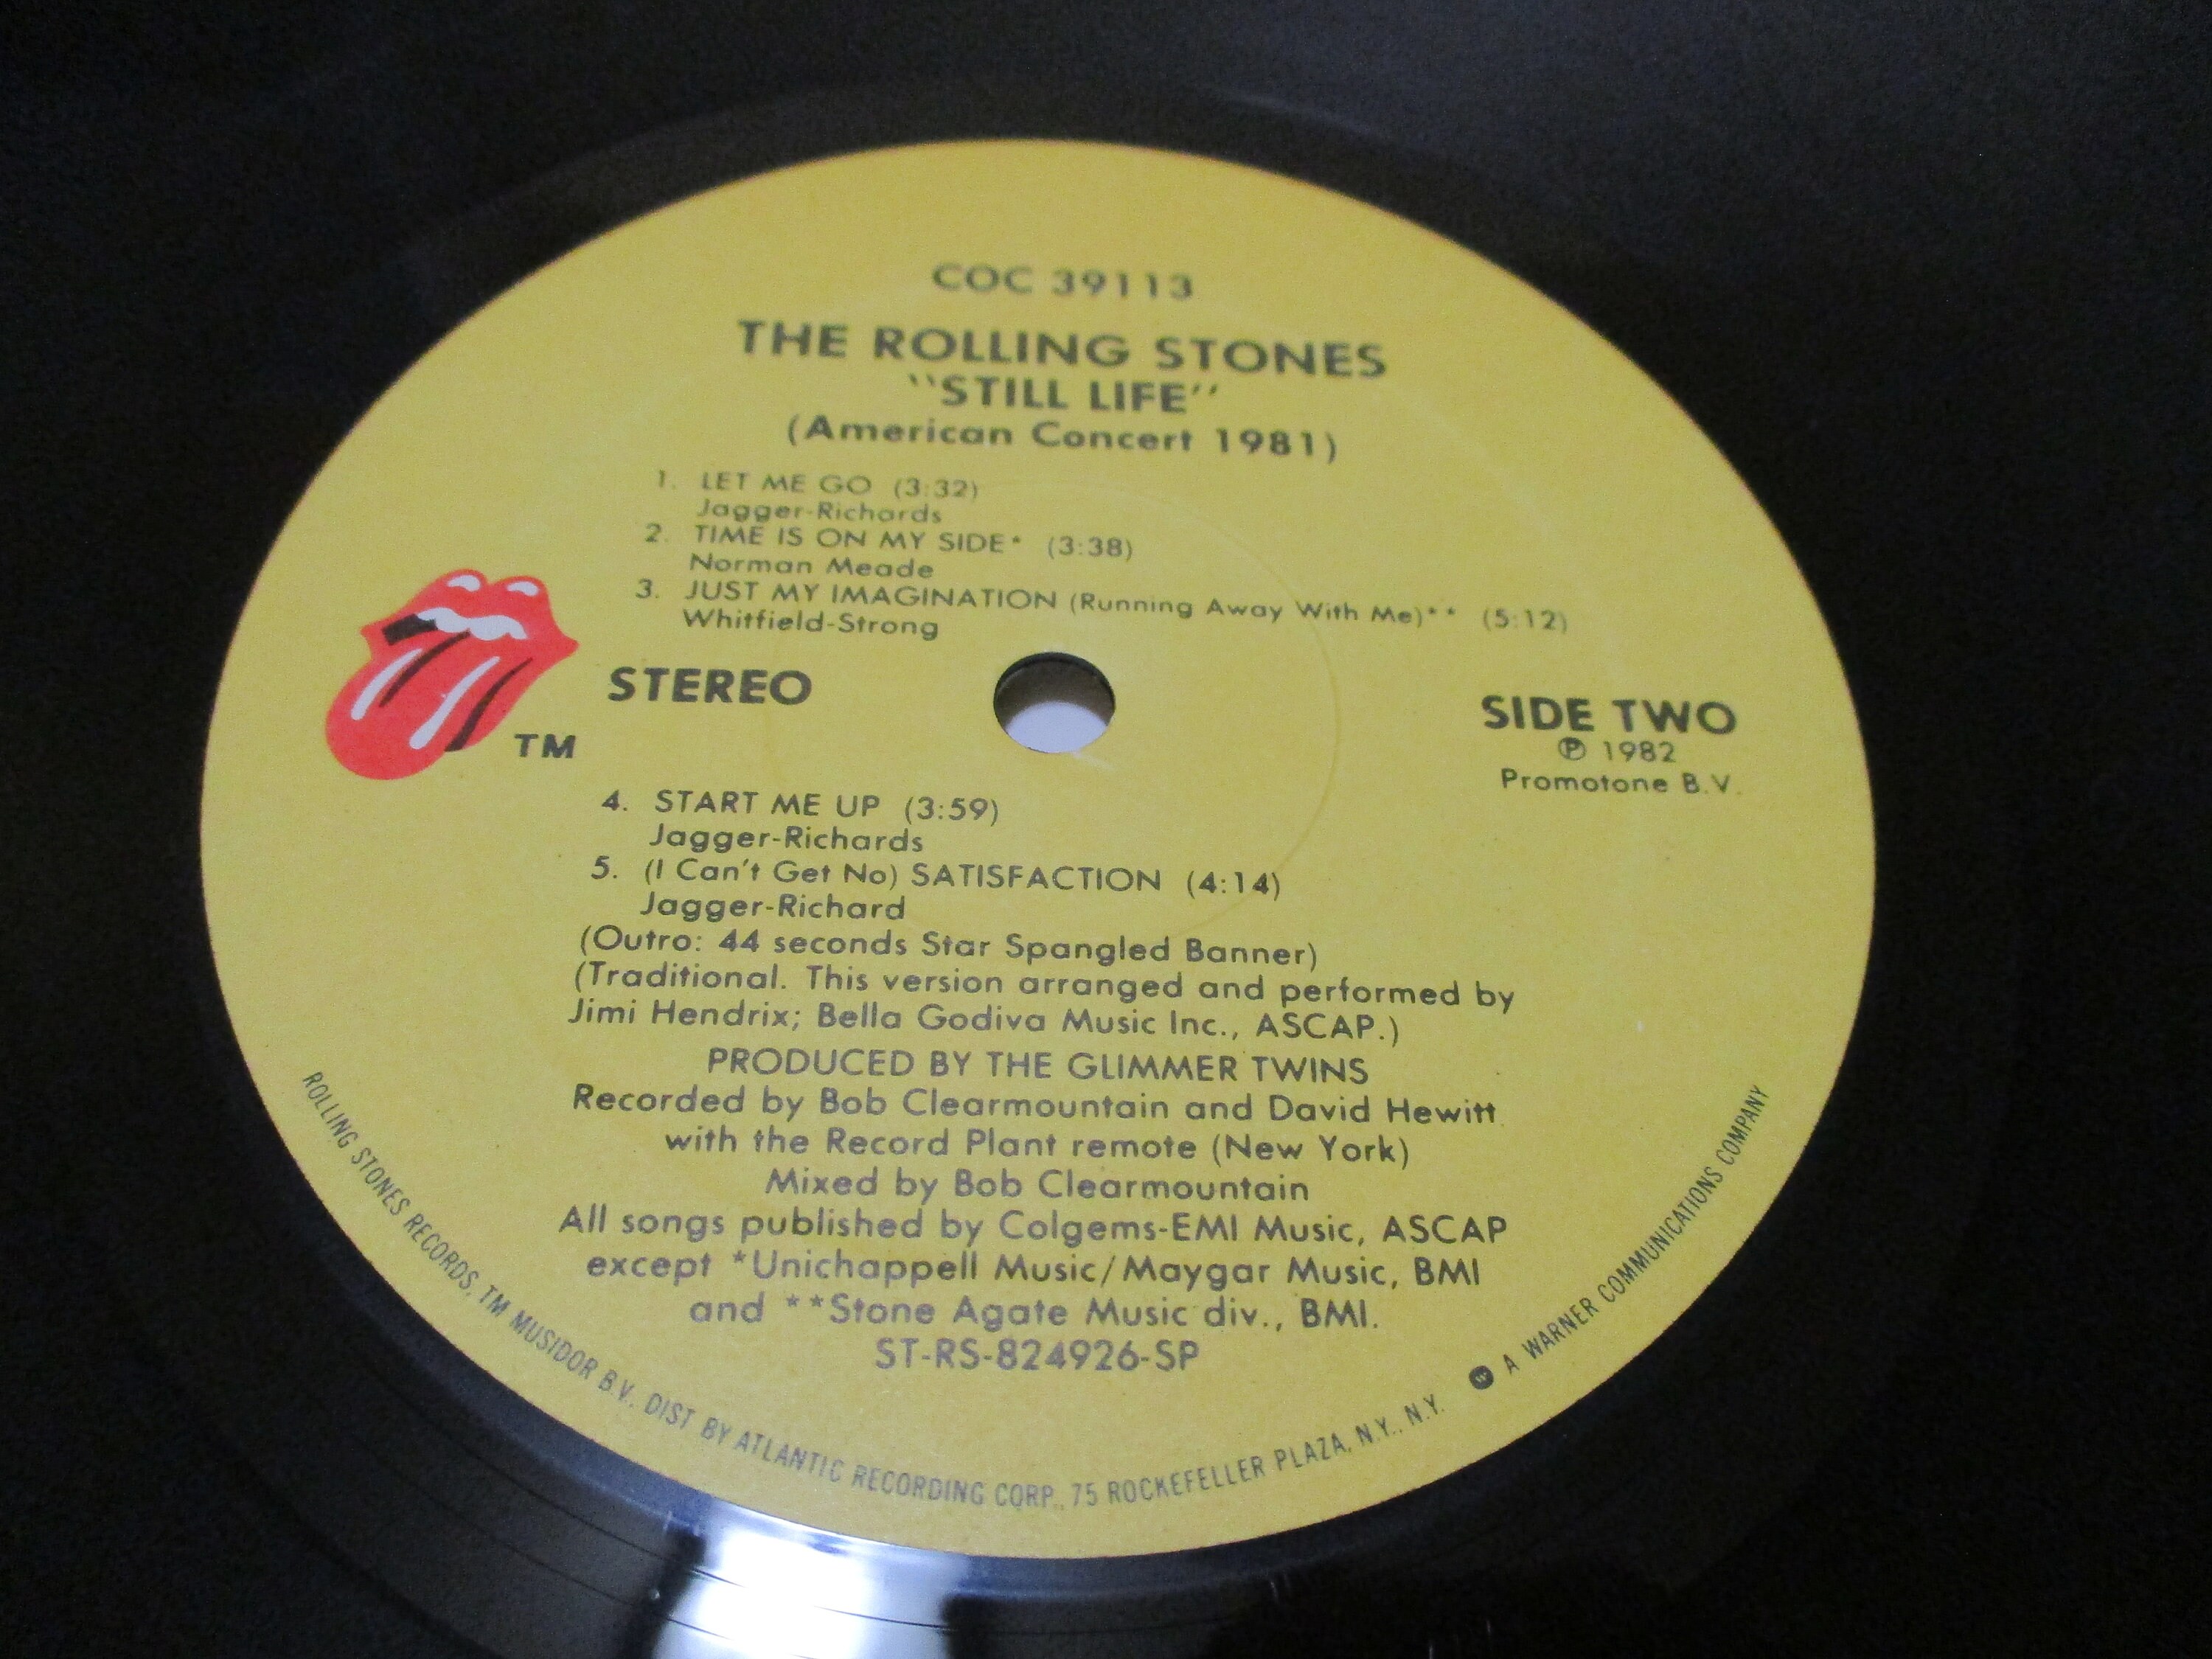 COC 39113
THE ROLLING STONES
"STILL LIFE"
(American Concert 1981)
1. LET ME GO (3:32)
Jagger-Richards
2. TIME IS ON MY SIDE* (3:38)
Norman Meade
3. JUST MY IMAGINATION (Running Away With Me)** (5:12)
Whitfield-Strong
STEREO
TM
SIDE TWO
Ⓟ 1982
Promotone B.V.
4. START ME UP (3:59)
Jagger-Richards
5. (I Can't Get No) SATISFACTION (4:14)
Jagger-Richard
(Outro: 44 seconds Star Spangled Banner)
(Traditional. This version arranged and performed by
Jimi Hendrix; Bella Godiva Music Inc., ASCAP.)
PRODUCED BY THE GLIMMER TWINS
Recorded by Bob Clearmountain and David Hewitt
with the Record Plant remote (New York)
Mixed by Bob Clearmountain
All songs published by Colgems-EMI Music, ASCAP
except *Unichappell Music/Maygar Music, BMI
and **Stone Agate Music div., BMI.
ST-RS-824926-SP
ROLLING STONES RECORDS, TM MUSIDOR B.V. DIST BY ATLANTIC RECORDING CORP., 75 ROCKEFELLER PLAZA, N.Y., N.Y. W A WARNER COMMUNICATIONS COMPANY